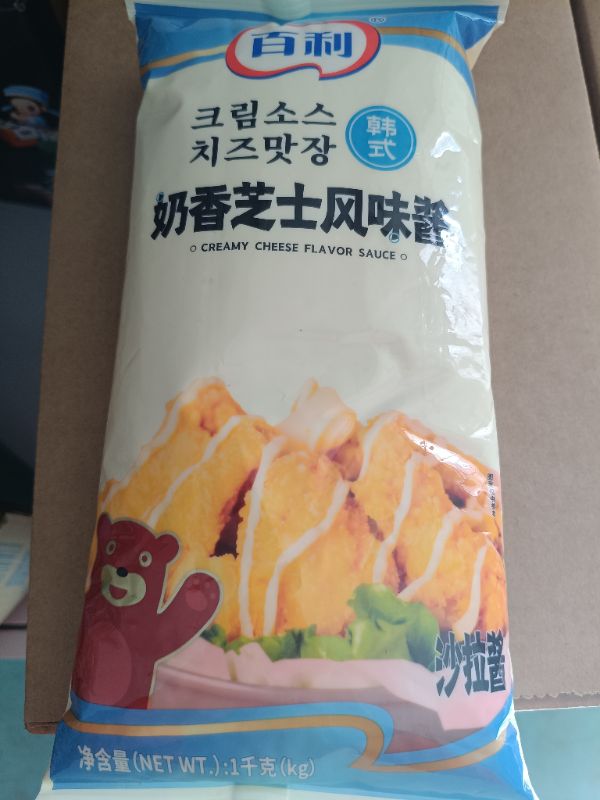 百利
크림소스
치즈맛장
韩式
奶香芝士风味酱
CREAMY CHEESE FLAVOR SAUCE
沙拉酱
净含量(NET WT.):1千克(kg)